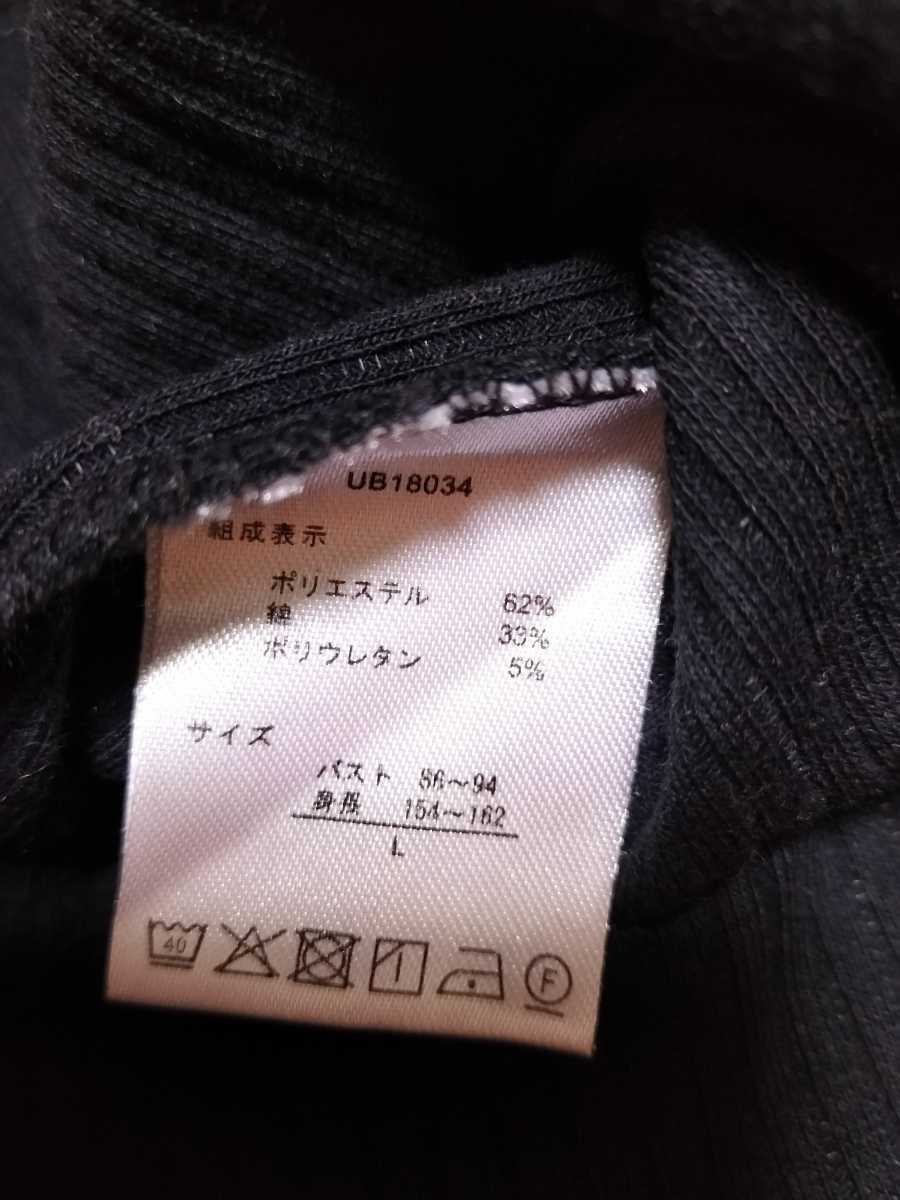 UB18034
組成表示
ポリエステル 62%
綿 33%
ポリウレタン 5%
サイズ
バスト 86～94
身長 154～162
L
40
F